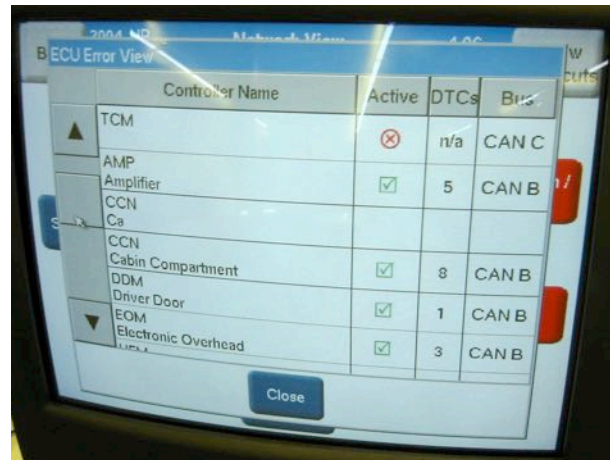 ECU Error View
Controller Name Active DTCs Bus
TCM n/a CAN C
AMP
Amplifier 5 CAN B
CCN
Ca
CCN
Cabin Compartment 8 CAN B
DDM
Driver Door 1 CAN B
EOM
Electronic Overhead 3 CAN B
Close